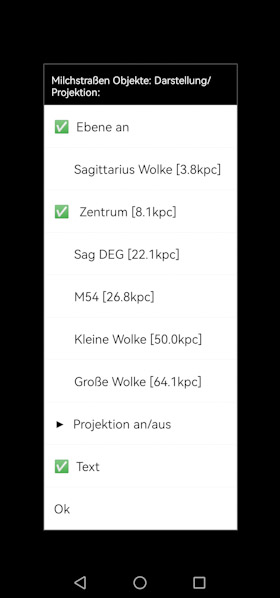 Milchstraßen Objekte: Darstellung/
Projektion:
Ebene an
Sagittarius Wolke [3.8kpc]
Zentrum [8.1kpc]
Sag DEG [22.1kpc]
M54 [26.8kpc]
Kleine Wolke [50.0kpc]
Große Wolke [64.1kpc]
Projektion an/aus
Text
Ok